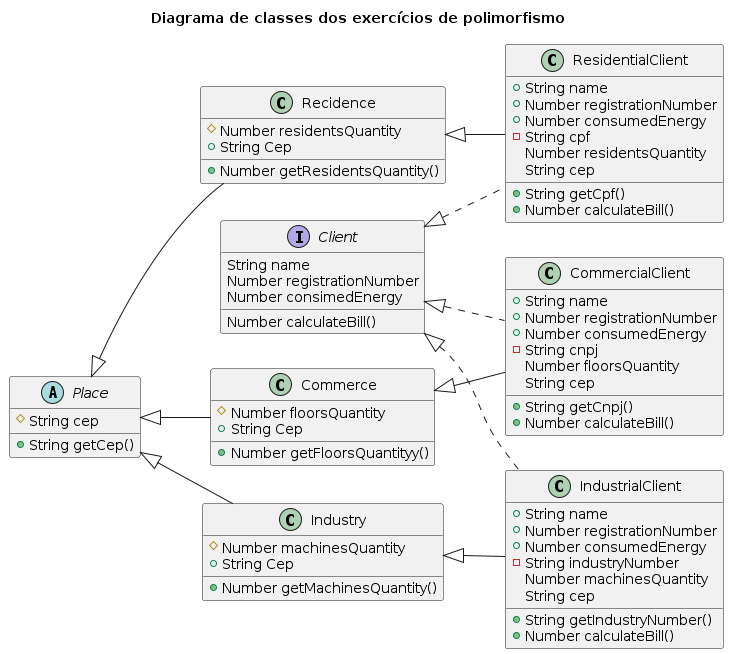 Diagrama de classes dos exercícios de polimorfismo
A Place
String cep
String getCep()
C Recidence
Number residentsQuantity
String Cep
Number getResidentsQuantity()
I Client
String name
Number registrationNumber
Number consimedEnergy
Number calculateBill()
C Commerce
Number floorsQuantity
String Cep
Number getFloorsQuantityy()
C Industry
Number machinesQuantity
String Cep
Number getMachinesQuantity()
C ResidentialClient
String name
Number registrationNumber
Number consumedEnergy
String cpf
Number residentsQuantity
String cep
String getCpf()
Number calculateBill()
C CommercialClient
String name
Number registrationNumber
Number consumedEnergy
String cnpj
Number floorsQuantity
String cep
String getCnpj()
Number calculateBill()
C IndustrialClient
String name
Number registrationNumber
Number consumedEnergy
String industryNumber
Number machinesQuantity
String cep
String getIndustryNumber()
Number calculateBill()